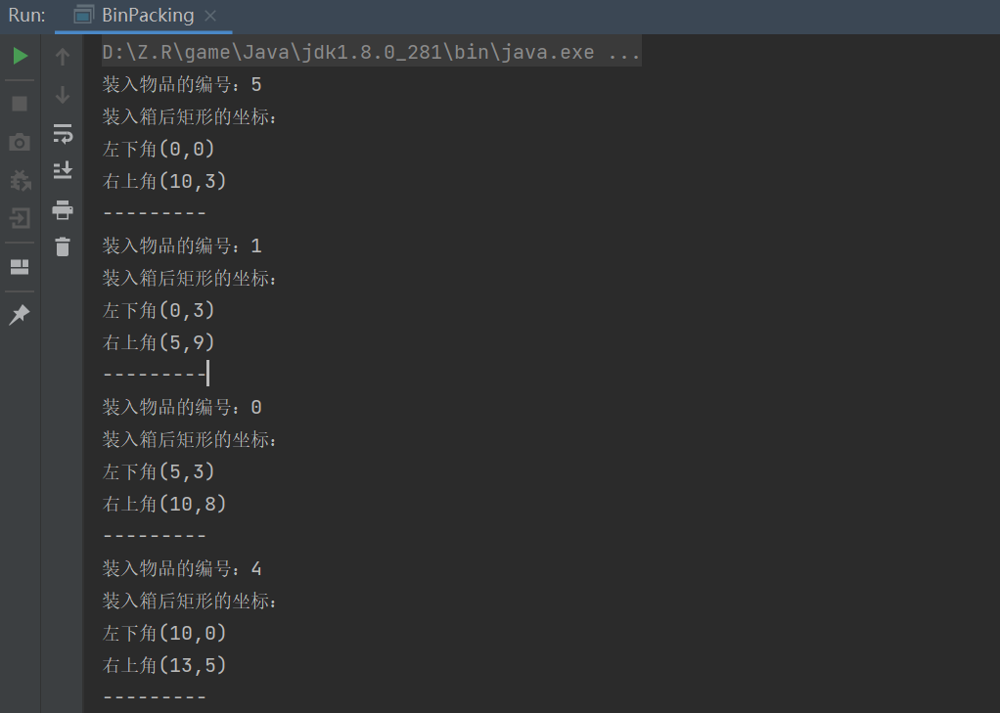 Run: BinPacking
D:\Z.R\game\Java\jdk1.8.0_281\bin\java.exe ...
装入物品的编号：5
装入箱后矩形的坐标：
左下角(0,0)
右上角(10,3)
---------
装入物品的编号：1
装入箱后矩形的坐标：
左下角(0,3)
右上角(5,9)
---------
装入物品的编号：0
装入箱后矩形的坐标：
左下角(5,3)
右上角(10,8)
---------
装入物品的编号：4
装入箱后矩形的坐标：
左下角(10,0)
右上角(13,5)
---------